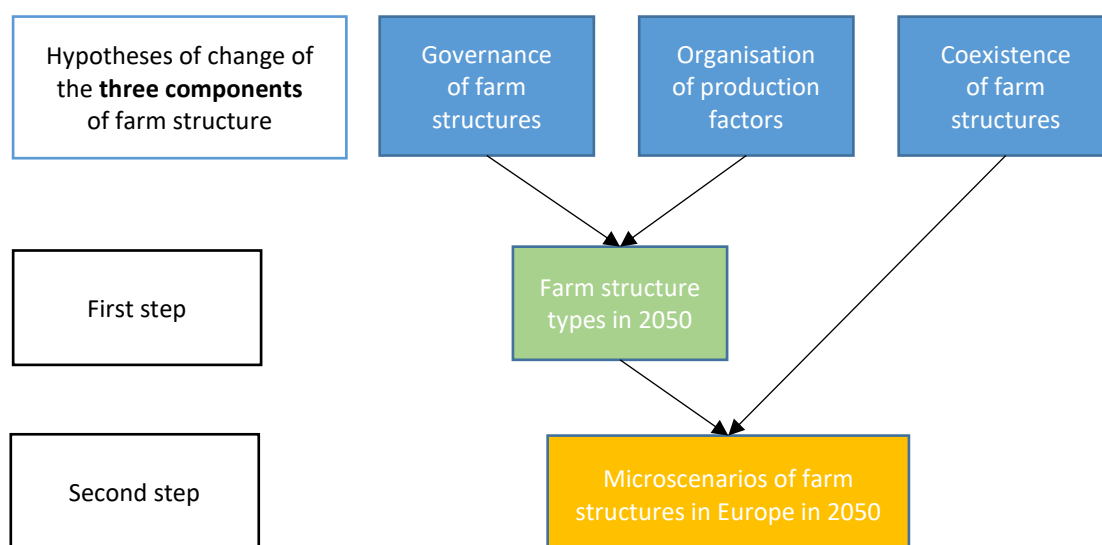 Hypotheses of change of
the three components
of farm structure
Governance
of farm
structures
Organisation
of production
factors
Coexistence
of farm
structures
First step
Farm structure
types in 2050
Second step
Microscenarios of farm
structures in Europe in 2050